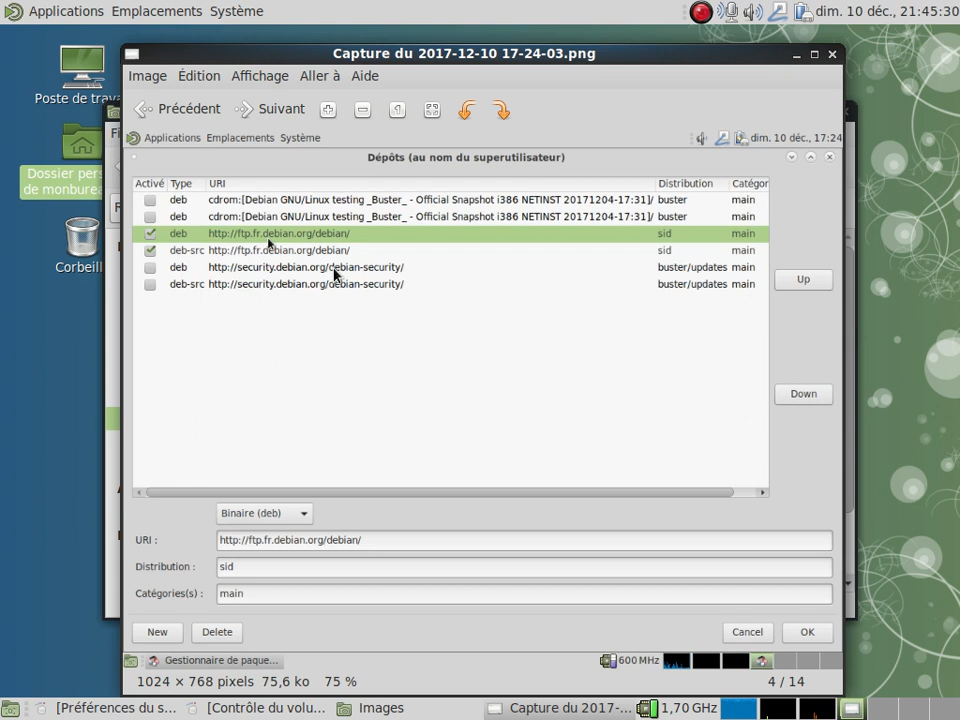 Applications Emplacements Système dim. 10 déc., 21:45:30
Capture du 2017-12-10 17-24-03.png
Image Édition Affichage Aller à Aide
Poste de trava
Précédent Suivant
Applications Emplacements Système dim. 10 déc., 17:24
Dépôts (au nom du superutilisateur)
Dossier pers
de monburea
Activé Type URI Distribution Catégor
deb cdrom:[Debian GNU/Linux testing _Buster_ - Official Snapshot i386 NETINST 20171204-17:31]/ buster main
deb cdrom:[Debian GNU/Linux testing _Buster_ - Official Snapshot i386 NETINST 20171204-17:31]/ buster main
deb http://ftp.fr.debian.org/debian/ sid main
deb-src http://ftp.fr.debian.org/debian/ sid main
deb http://security.debian.org/debian-security/ buster/updates main
deb-src http://security.debian.org/debian-security/ buster/updates main
Corbeill
Up
Down
Binaire (deb)
URI : http://ftp.fr.debian.org/debian/
Distribution : sid
Catégories(s) : main
New Delete Cancel OK
Gestionnaire de paque... 600 MHz
1024 × 768 pixels 75,6 ko 75 % 4 / 14
[Préférences du s... [Contrôle du volu... Images Capture du 2017-... 1,70 GHz